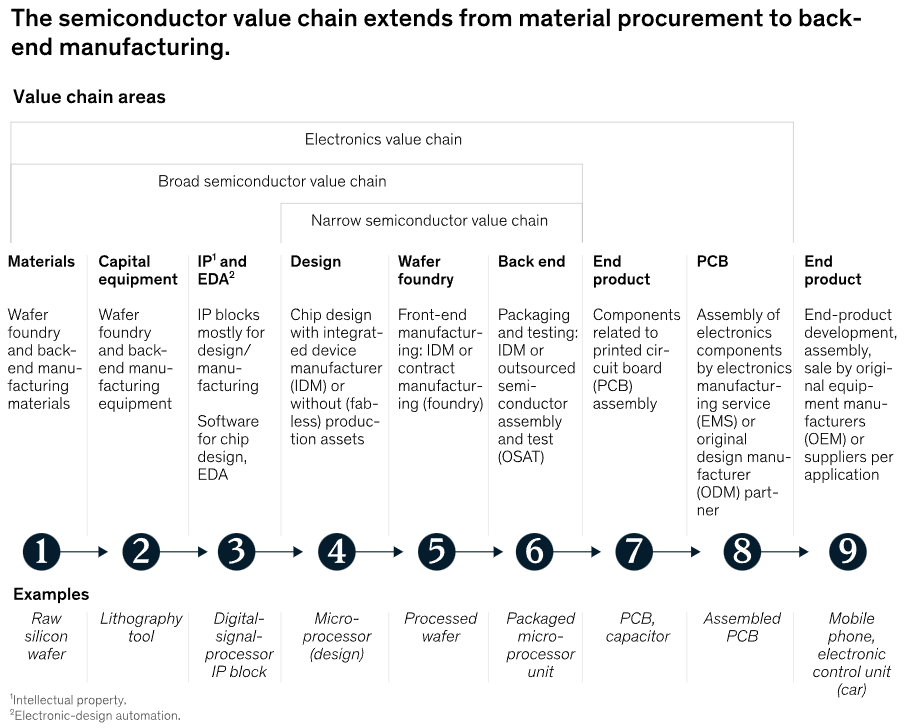 The semiconductor value chain extends from material procurement to back-
end manufacturing.
Value chain areas
Electronics value chain
Broad semiconductor value chain
Narrow semiconductor value chain
Materials
Wafer
foundry
and back-
end manu-
facturing
materials
Capital
equipment
Wafer
foundry
and back-
end manu-
facturing
equipment
IP¹ and
EDA²
IP blocks
mostly for
design/
manu-
facturing
Software
for chip
design,
EDA
Design
Chip design
with integrat-
ed device
manufacturer
(IDM) or
without (fab-
less) produc-
tion assets
Wafer
foundry
Front-end
manufactur-
ing: IDM or
contract
manufactur-
ing (foundry)
Back end
Packaging
and testing:
IDM or
outsourced
semi-
conductor
assembly
and test
(OSAT)
End
product
Components
related to
printed cir-
cuit board
(PCB)
assembly
PCB
Assembly of
electronics
components
by electronics
manufactur-
ing service
(EMS) or
original
design manu-
facturer
(ODM) part-
ner
End
product
End-product
development,
assembly,
sale by origi-
nal equip-
ment manu-
facturers
(OEM) or
suppliers per
application
1 2 3 4 5 6 7 8 9
Examples
Raw
silicon
wafer
Lithography
tool
Digital-
signal-
processor
IP block
Micro-
processor
(design)
Processed
wafer
Packaged
micro-
processor
unit
PCB,
capacitor
Assembled
PCB
Mobile
phone,
electronic
control unit
(car)
¹Intellectual property.
²Electronic-design automation.